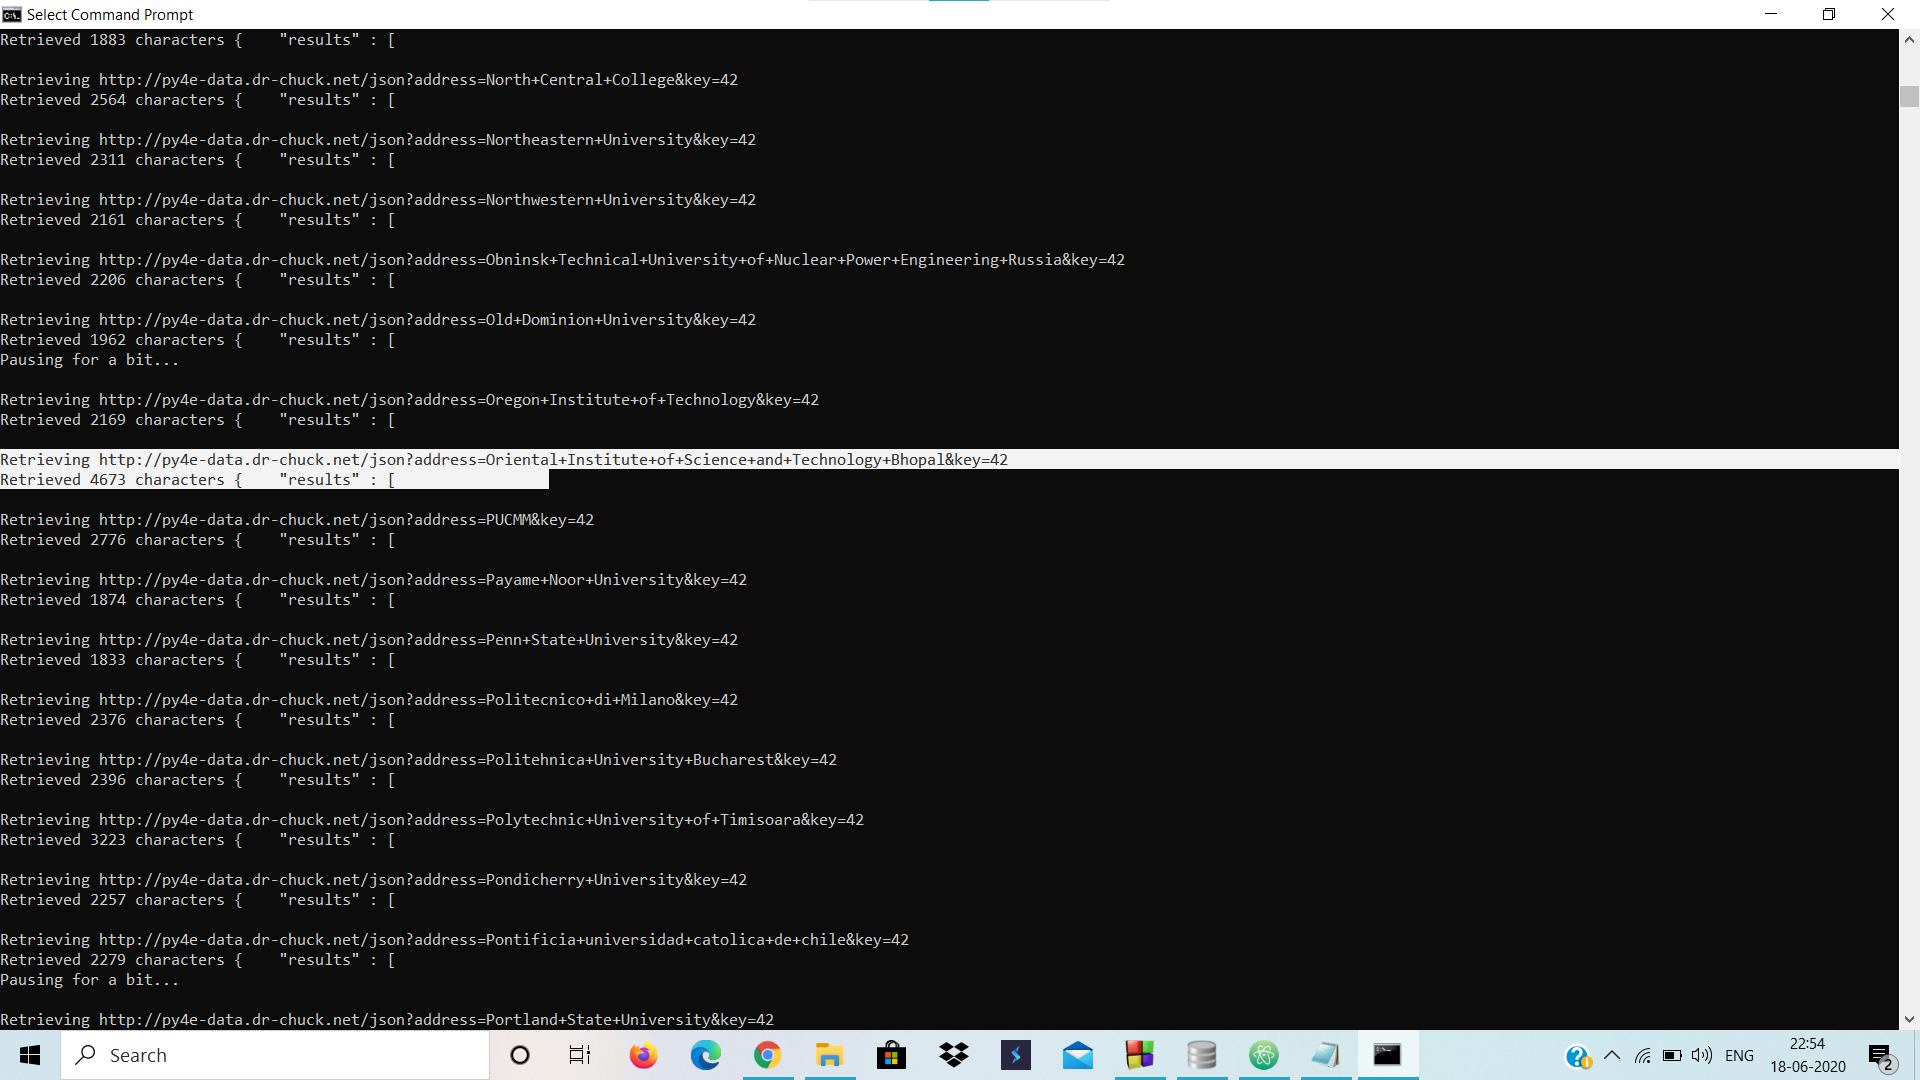 Select Command Prompt
Retrieved 1883 characters {    "results" : [
Retrieving http://py4e-data.dr-chuck.net/json?address=North+Central+College&key=42
Retrieved 2564 characters {    "results" : [
Retrieving http://py4e-data.dr-chuck.net/json?address=Northeastern+University&key=42
Retrieved 2311 characters {    "results" : [
Retrieving http://py4e-data.dr-chuck.net/json?address=Northwestern+University&key=42
Retrieved 2161 characters {    "results" : [
Retrieving http://py4e-data.dr-chuck.net/json?address=Obninsk+Technical+University+of+Nuclear+Power+Engineering+Russia&key=42
Retrieved 2206 characters {    "results" : [
Retrieving http://py4e-data.dr-chuck.net/json?address=Old+Dominion+University&key=42
Retrieved 1962 characters {    "results" : [
Pausing for a bit...
Retrieving http://py4e-data.dr-chuck.net/json?address=Oregon+Institute+of+Technology&key=42
Retrieved 2169 characters {    "results" : [
Retrieving http://py4e-data.dr-chuck.net/json?address=Oriental+Institute+of+Science+and+Technology+Bhopal&key=42
Retrieved 4673 characters {    "results" : [
Retrieving http://py4e-data.dr-chuck.net/json?address=PUCMM&key=42
Retrieved 2776 characters {    "results" : [
Retrieving http://py4e-data.dr-chuck.net/json?address=Payame+Noor+University&key=42
Retrieved 1874 characters {    "results" : [
Retrieving http://py4e-data.dr-chuck.net/json?address=Penn+State+University&key=42
Retrieved 1833 characters {    "results" : [
Retrieving http://py4e-data.dr-chuck.net/json?address=Politecnico+di+Milano&key=42
Retrieved 2376 characters {    "results" : [
Retrieving http://py4e-data.dr-chuck.net/json?address=Politehnica+University+Bucharest&key=42
Retrieved 2396 characters {    "results" : [
Retrieving http://py4e-data.dr-chuck.net/json?address=Polytechnic+University+of+Timisoara&key=42
Retrieved 3223 characters {    "results" : [
Retrieving http://py4e-data.dr-chuck.net/json?address=Pondicherry+University&key=42
Retrieved 2257 characters {    "results" : [
Retrieving http://py4e-data.dr-chuck.net/json?address=Pontificia+universidad+catolica+de+chile&key=42
Retrieved 2279 characters {    "results" : [
Pausing for a bit...
Retrieving http://py4e-data.dr-chuck.net/json?address=Portland+State+University&key=42
Search
ENG
22:54
18-06-2020
2